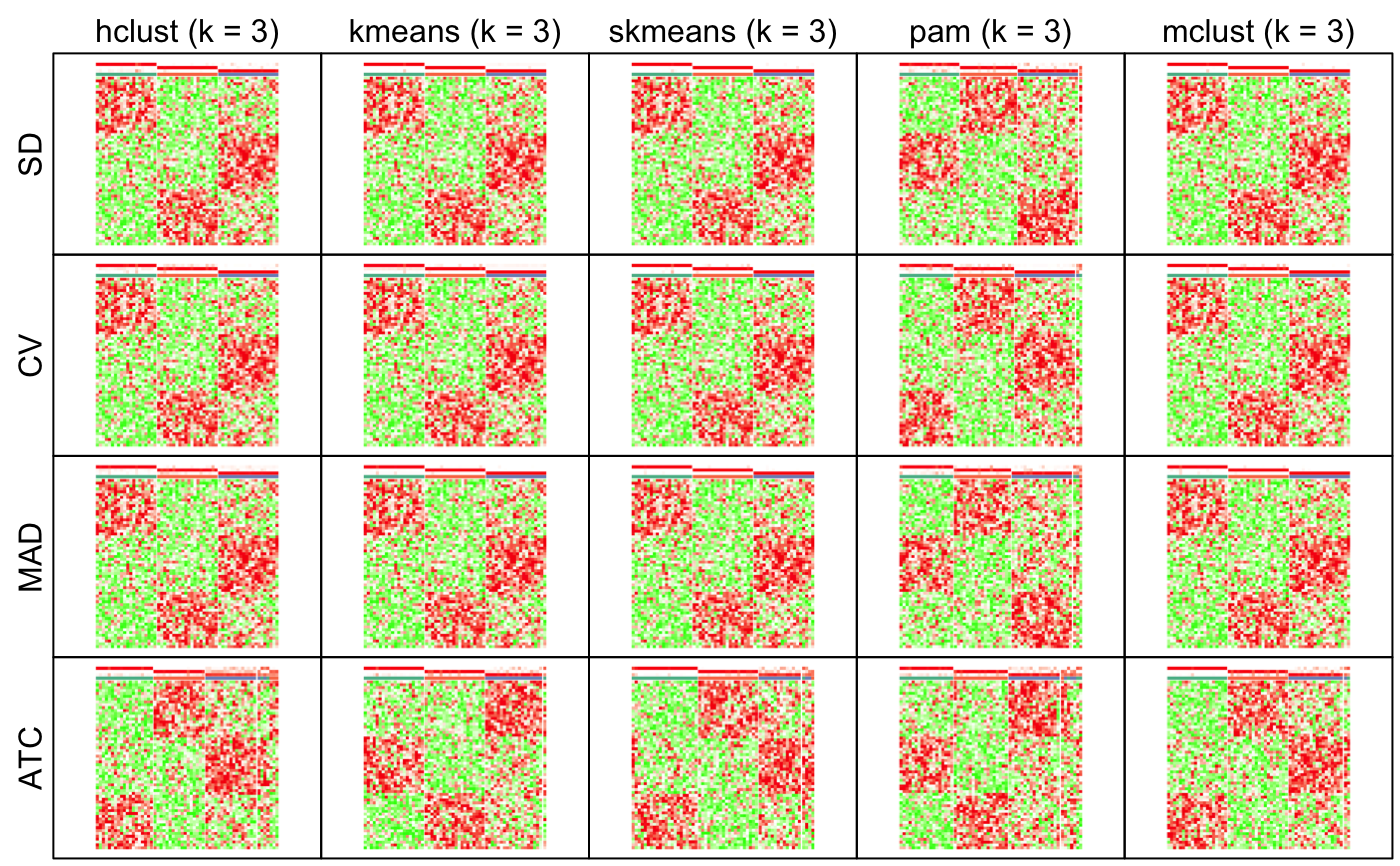 hclust (k = 3) kmeans (k = 3) skmeans (k = 3) pam (k = 3) mclust (k = 3)
SD
CV
MAD
ATC